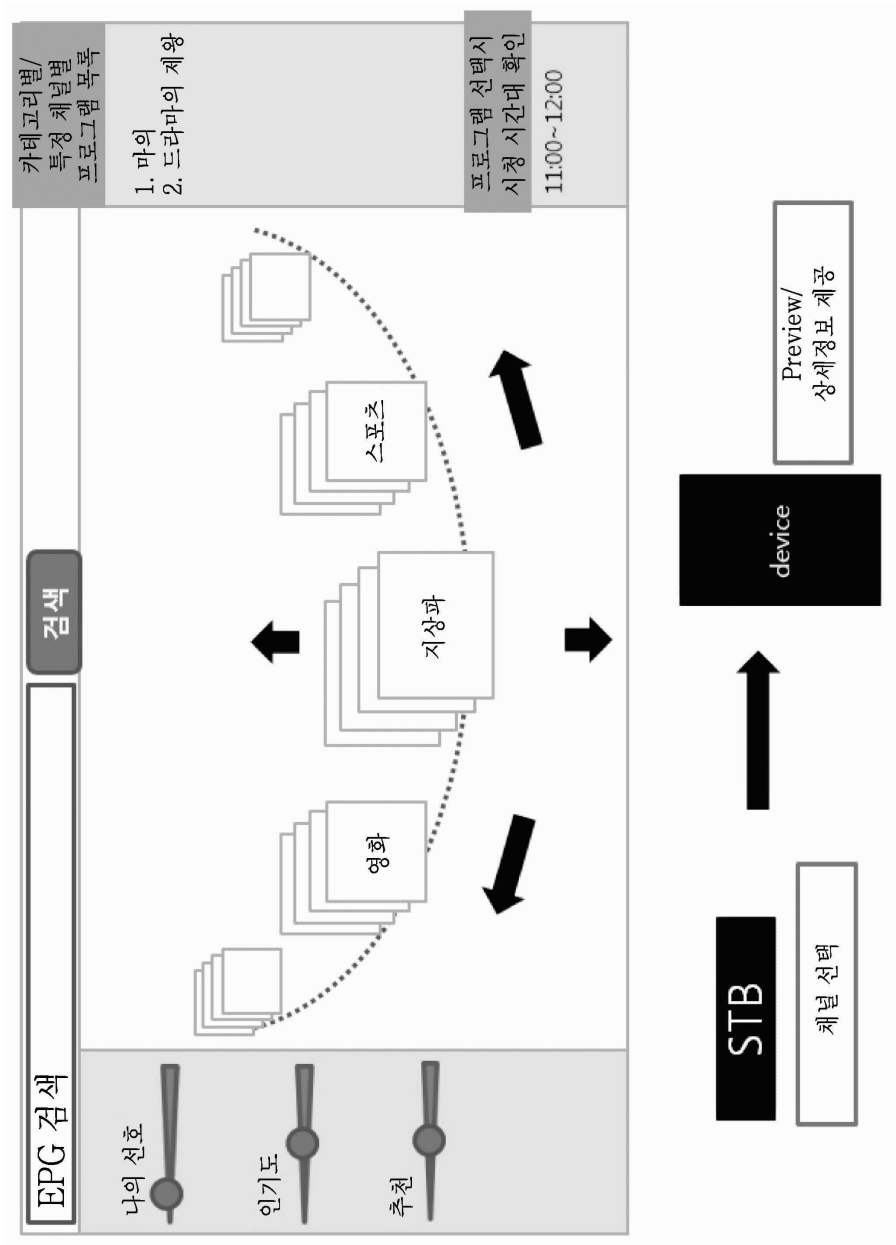 EPG 검색
검색
카테고리별/
특정 채널별
프로그램 목록
나의 선호
인기도
추천
영화
지상파
스포츠
1. 마의
2. 드라마의 제왕
프로그램 선택시
시청 시간대 확인
11:00~12:00
STB
채널 선택
device
Preview/
상세정보 제공